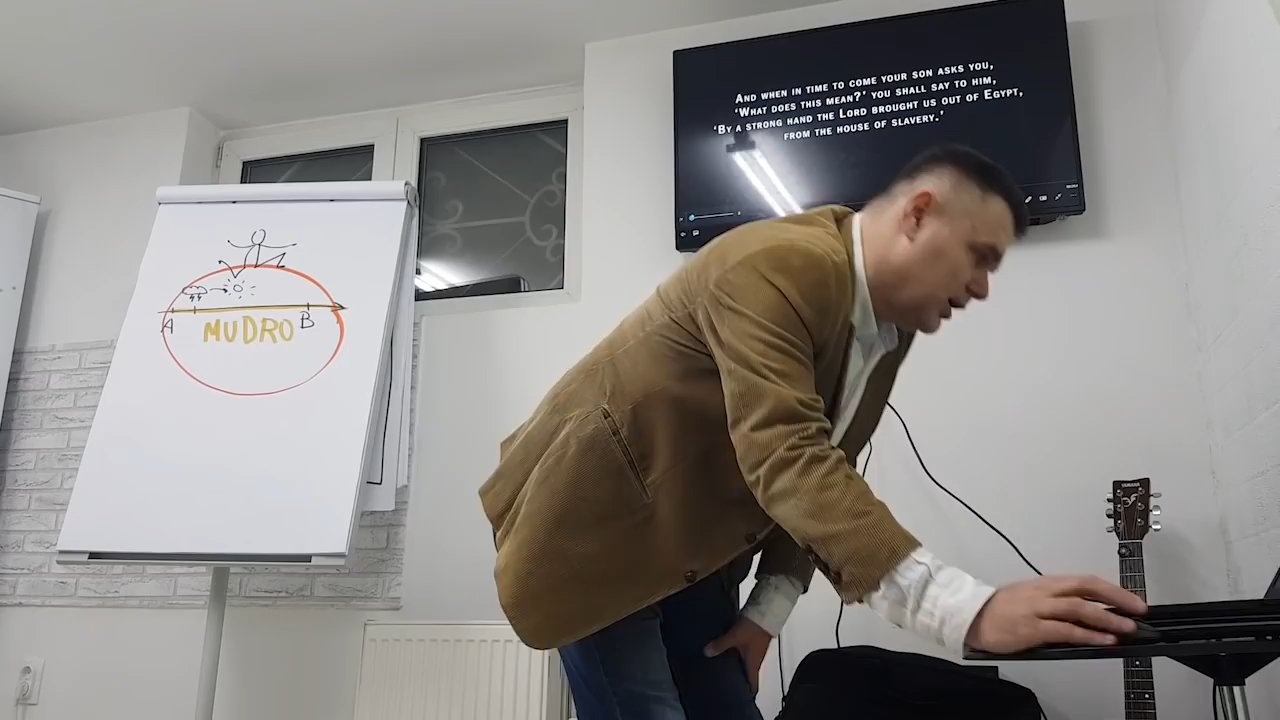 AND WHEN IN TIME TO COME YOUR SON ASKS YOU,
'WHAT DOES THIS MEAN?' YOU SHALL SAY TO HIM,
'BY A STRONG HAND THE LORD BROUGHT US OUT OF EGYPT,
FROM THE HOUSE OF SLAVERY.'
A B
MUDRO
YAMAHA